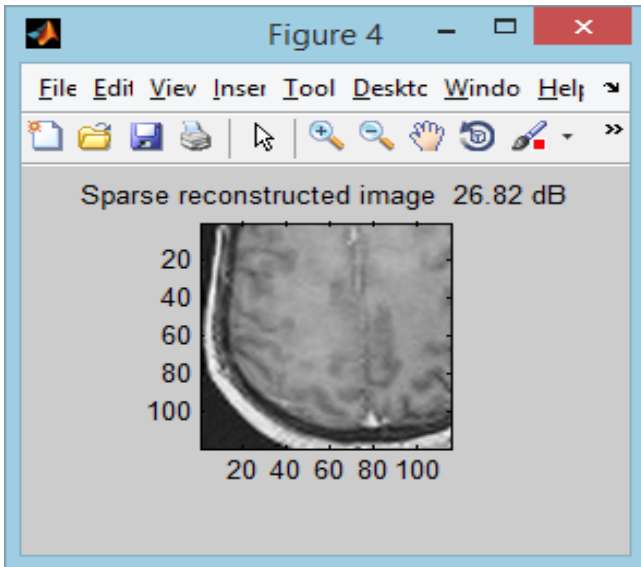 Figure 4
File Edit View Inser Tool Desktc Windo Help
Sparse reconstructed image 26.82 dB
20
40
60
80
100
20 40 60 80 100